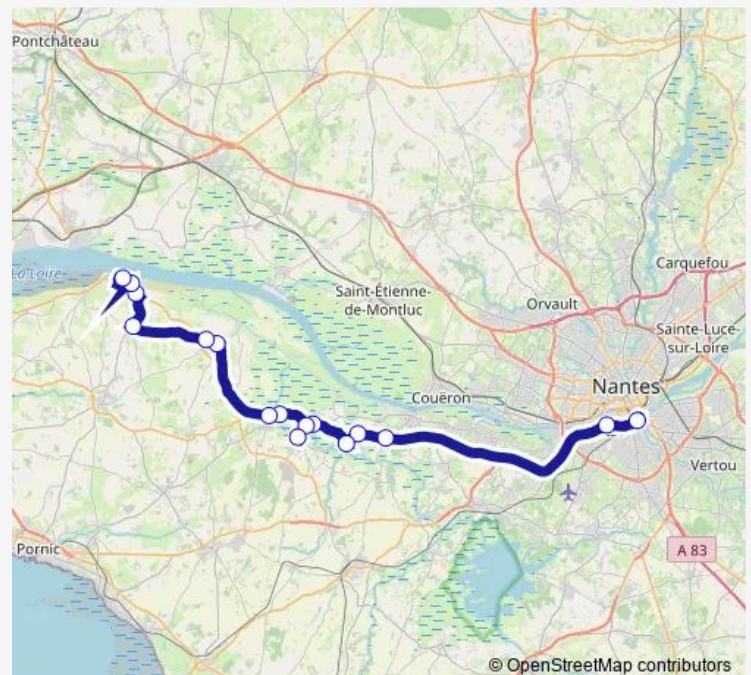 Pontchâteau
Carquefou
La Loire
Saint-Étienne-
de-Montluc
Orvault
Sainte-Luce-
sur-Loire
Nantes
Couëron
Vertou
Pornic
A 83
© OpenStreetMap contributors